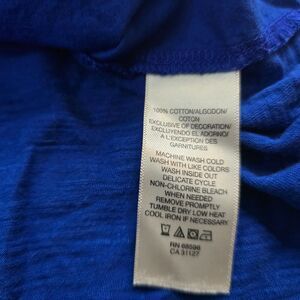 100% COTTON/ALGODON/
COTON
EXCLUSIVE OF DECORATION/
EXCLUYENDO EL ADORNO/
A L'EXCEPTION DES
GARNITURES
MACHINE WASH COLD
WASH WITH LIKE COLORS
WASH INSIDE OUT
DELICATE CYCLE
NON-CHLORINE BLEACH
WHEN NEEDED
REMOVE PROMPTLY
TUMBLE DRY LOW HEAT
COOL IRON IF NECESSARY
RN 68596
CA 31127